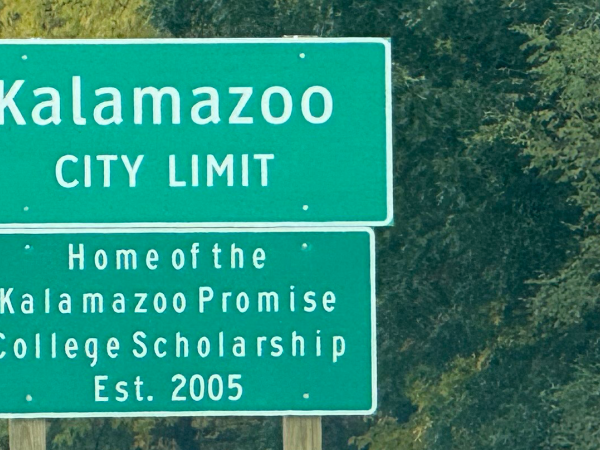 Kalamazoo
CITY LIMIT
Home of the
Kalamazoo Promise
College Scholarship
Est. 2005